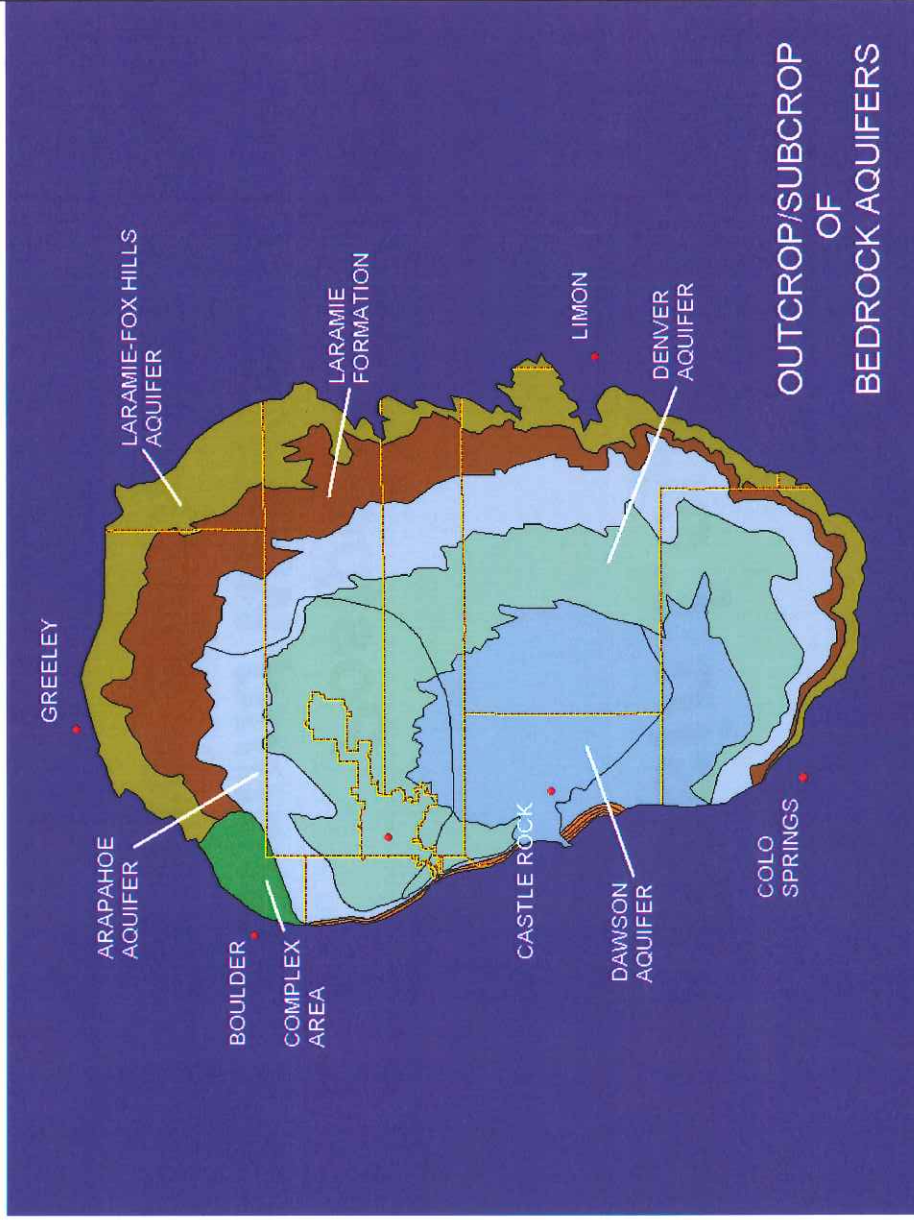 GREELEY
LARAMIE-FOX HILLS
AQUIFER
ARAPAHOE
AQUIFER
BOULDER
LARAMIE
FORMATION
COMPLEX
AREA
CASTLE ROCK
LIMON
DAWSON
AQUIFER
DENVER
AQUIFER
COLO
SPRINGS
OUTCROP/SUBCROP
OF
BEDROCK AQUIFERS